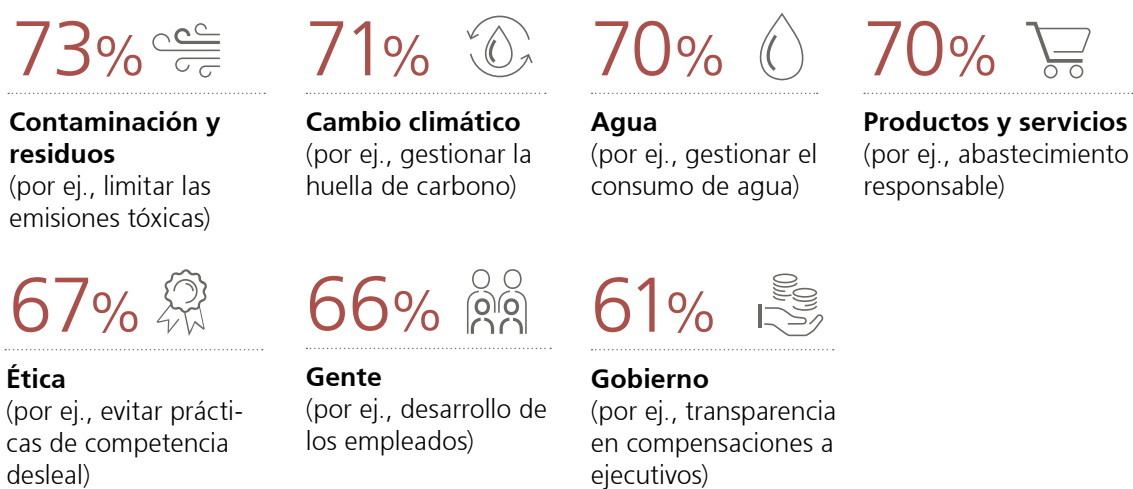 73%
Contaminación y
residuos
(por ej., limitar las
emisiones tóxicas)
71%
Cambio climático
(por ej., gestionar la
huella de carbono)
70%
Agua
(por ej., gestionar el
consumo de agua)
70%
Productos y servicios
(por ej., abastecimiento
responsable)
67%
Ética
(por ej., evitar prácti-
cas de competencia
desleal)
66%
Gente
(por ej., desarrollo de
los empleados)
61%
Gobierno
(por ej., transparencia
en compensaciones a
ejecutivos)